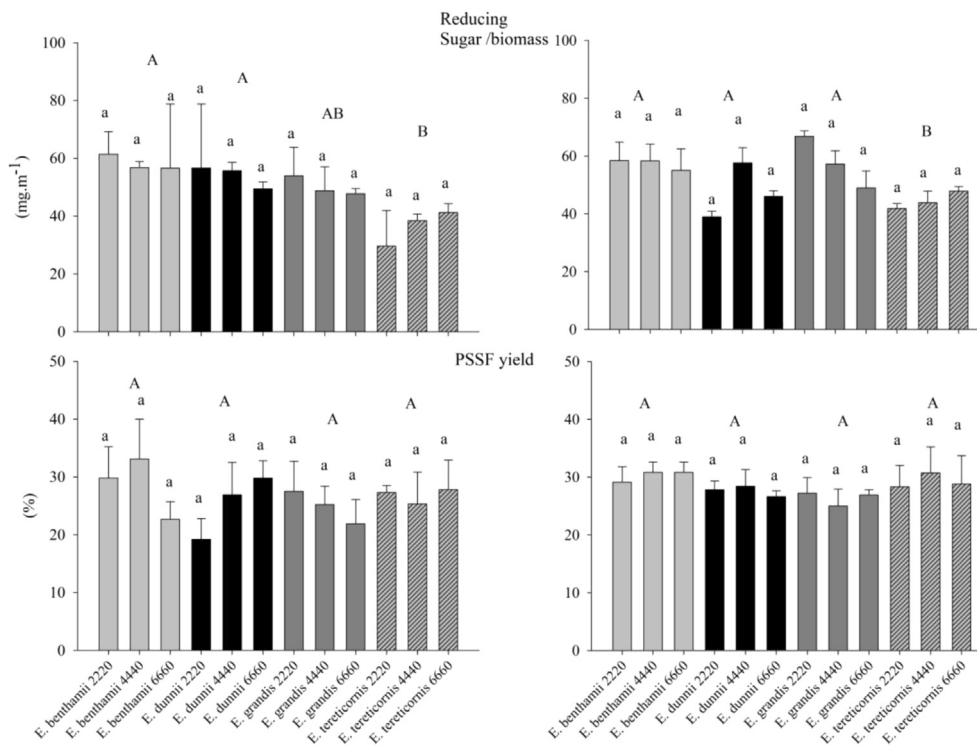 Reducing
Sugar /biomass
100
80
60
40
20
0
(mg.m-1)
A
A
AB
B
a
a
a
a
a
a
a
a
a
a
a
a
100
80
60
40
20
0
A
A
A
B
a
a
a
a
a
a
a
a
a
a
a
a
PSSF yield
50
40
30
20
10
0
(%)
A
A
A
A
a
a
a
a
a
a
a
a
a
a
a
a
E. benthamii 2220
E. benthamii 4440
E. benthamii 6660
E. dunnii 2220
E. dunnii 4440
E. dunnii 6660
E. grandis 2220
E. grandis 4440
E. grandis 6660
E. tereticornis 2220
E. tereticornis 4440
E. tereticornis 6660
50
40
30
20
10
0
A
A
A
A
a
a
a
a
a
a
a
a
a
a
a
a
E. benthamii 2220
E. benthamii 4440
E. benthamii 6660
E. dunnii 2220
E. dunnii 4440
E. dunnii 6660
E. grandis 2220
E. grandis 4440
E. grandis 6660
E. tereticornis 2220
E. tereticornis 4440
E. tereticornis 6660